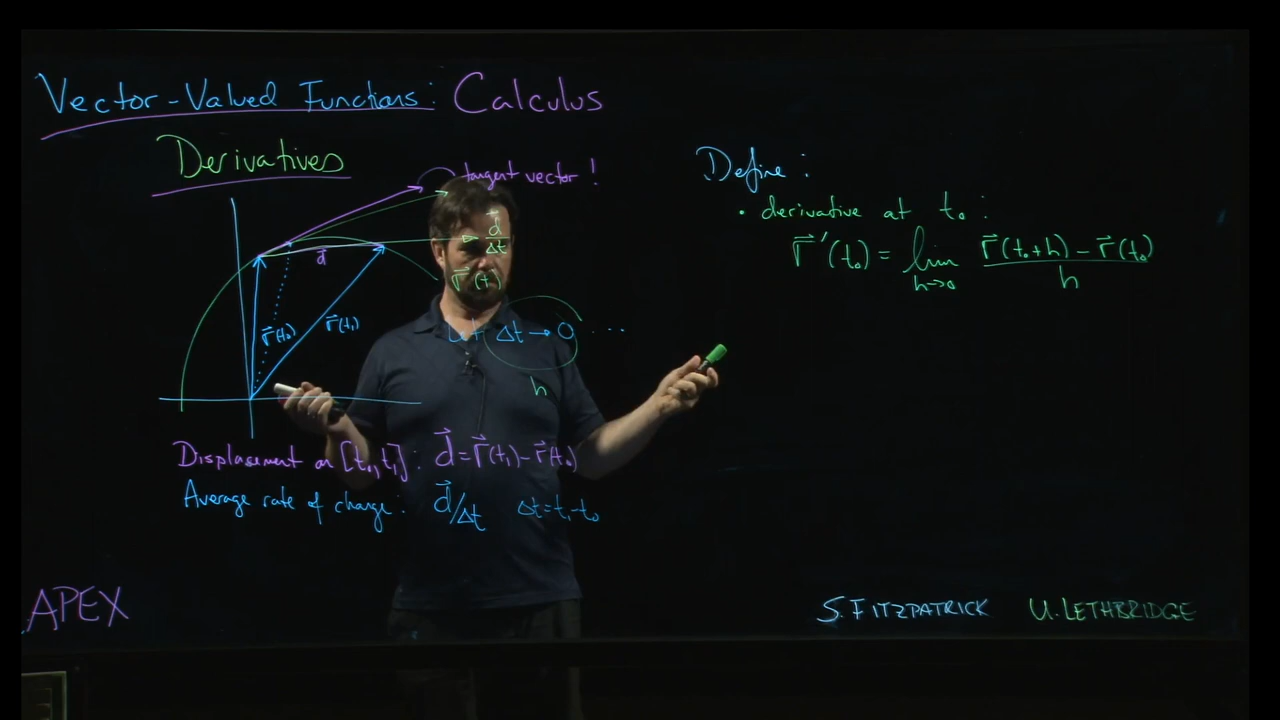 Vector-Valued Functions: Calculus
Derivatives
tangent vector!
d⃗
d⃗/Δt
r⃗(t)
r⃗(t₀)
r⃗(t₁)
Δt → 0 ...
h
Displacement on [t₀,t₁]: d⃗=r⃗(t₁)-r⃗(t₀)
Average rate of change: d⃗/Δt Δt=t₁-t₀
Define:
• derivative at t₀:
r⃗'(t₀) = lim h→0 (r⃗(t₀+h) - r⃗(t₀))/h
APEX
S. FITZPATRICK U. LETHBRIDGE